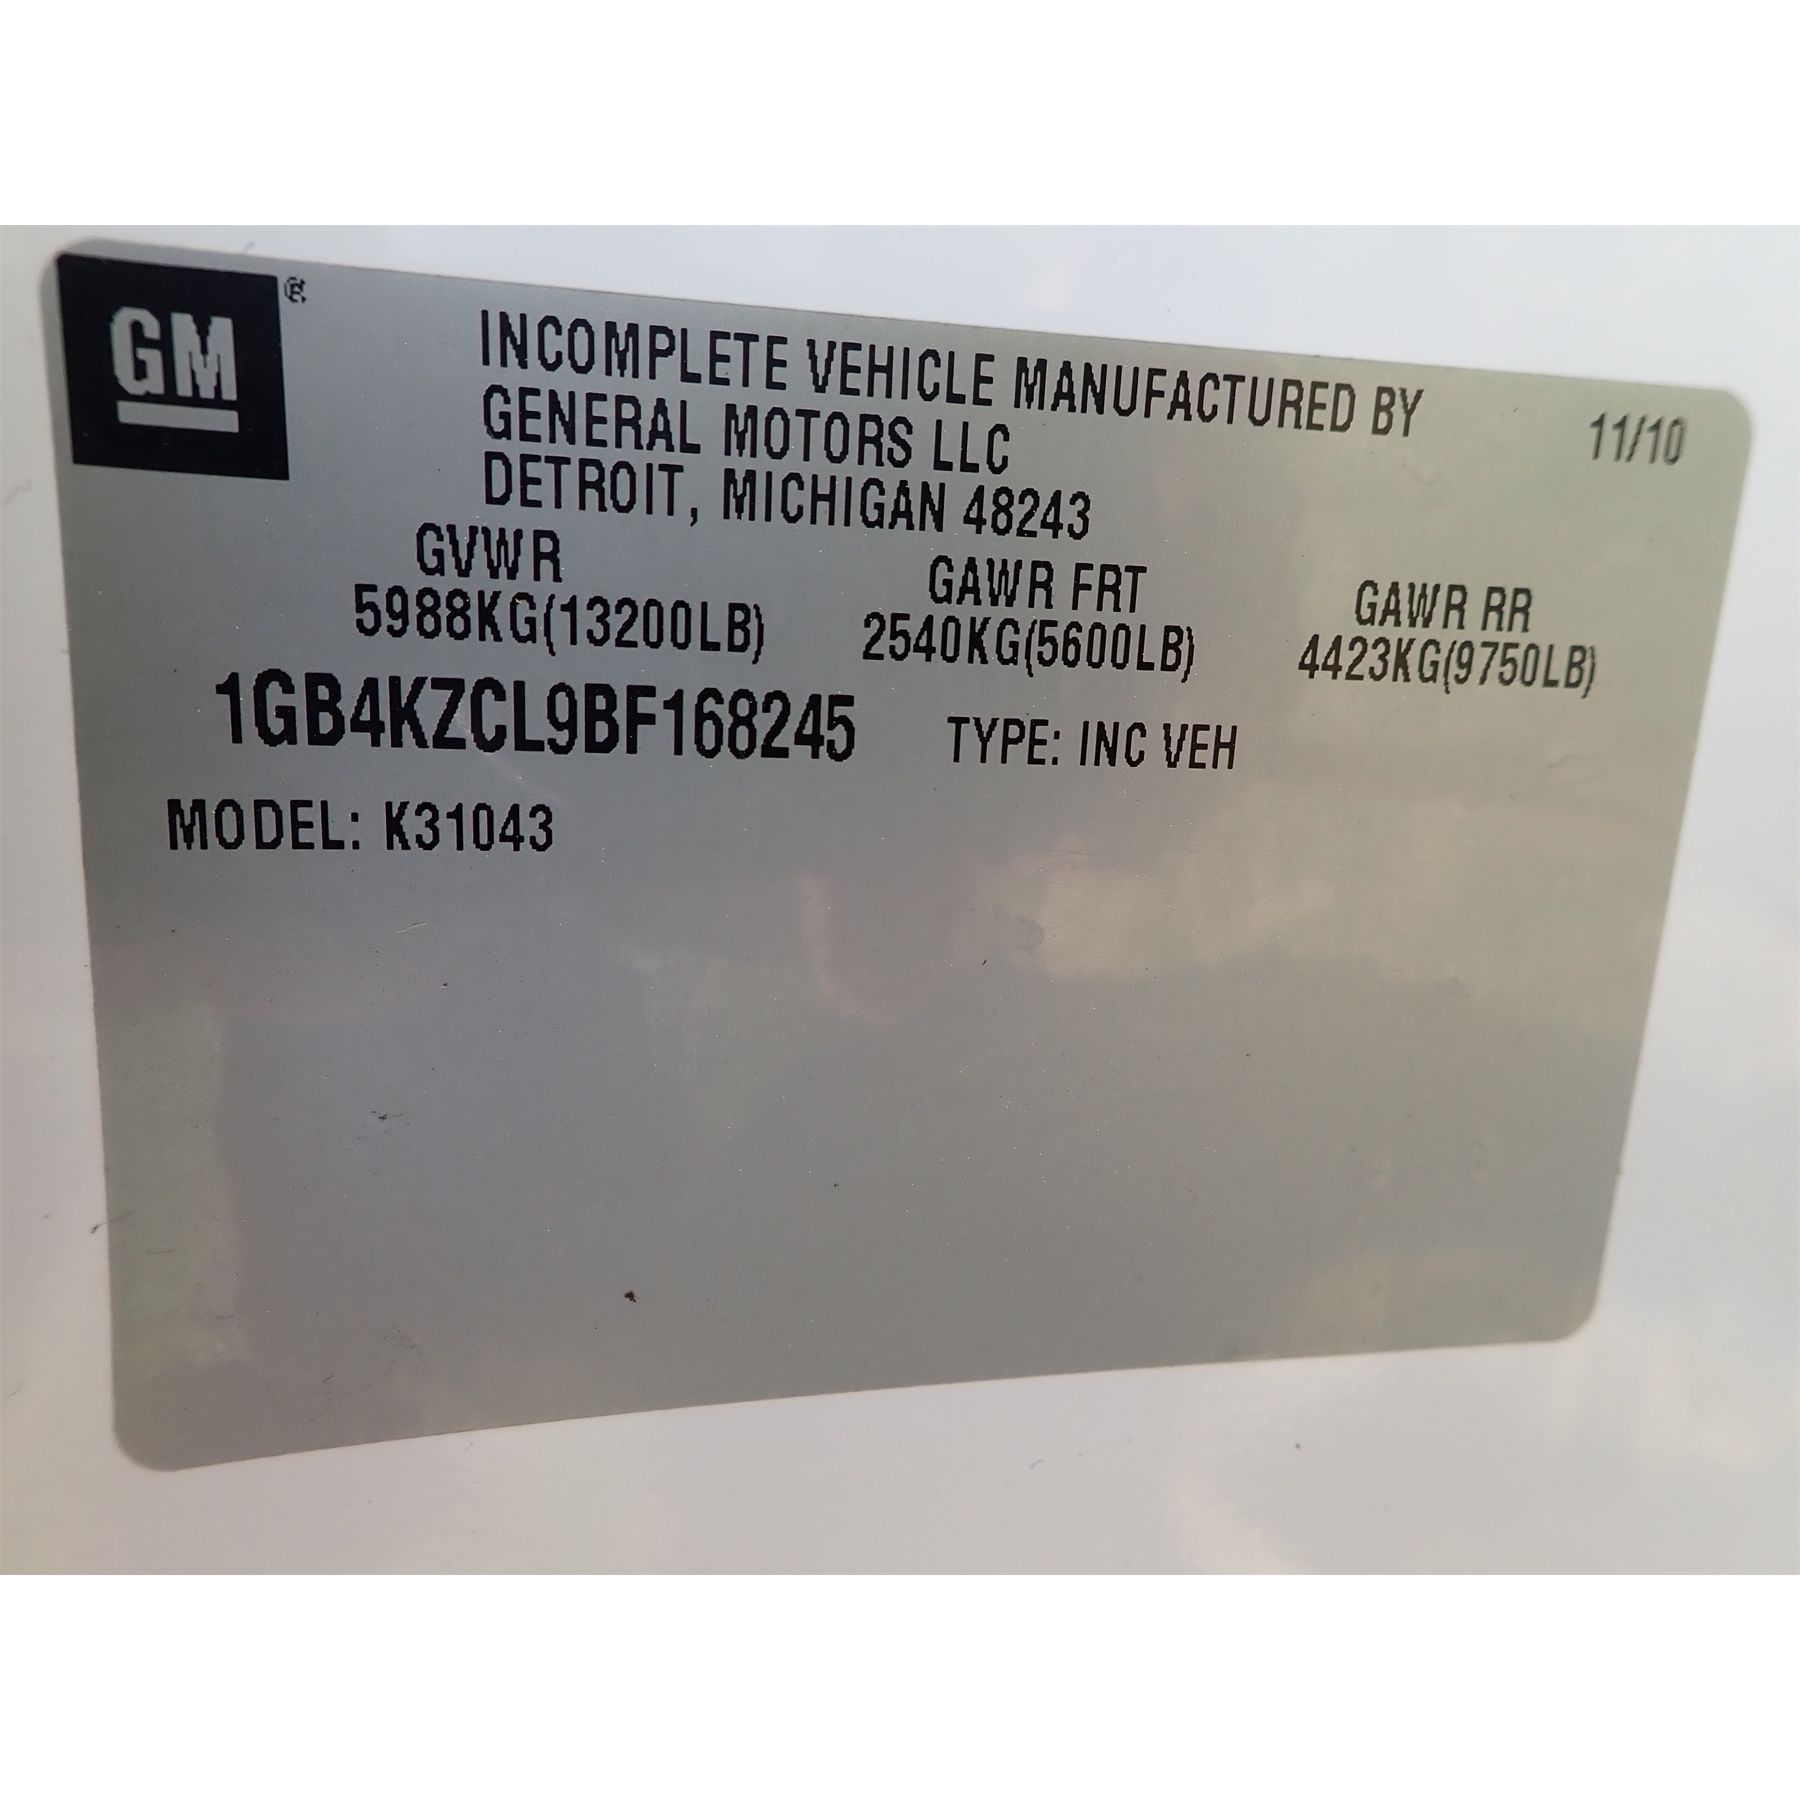 GM ®
INCOMPLETE VEHICLE MANUFACTURED BY
GENERAL MOTORS LLC
DETROIT, MICHIGAN 48243
11/10
GVWR GAWR FRT GAWR RR
5988KG(13200LB) 2540KG(5600LB) 4423KG(9750LB)
1GB4KZCL9BF168245 TYPE: INC VEH
MODEL: K31043